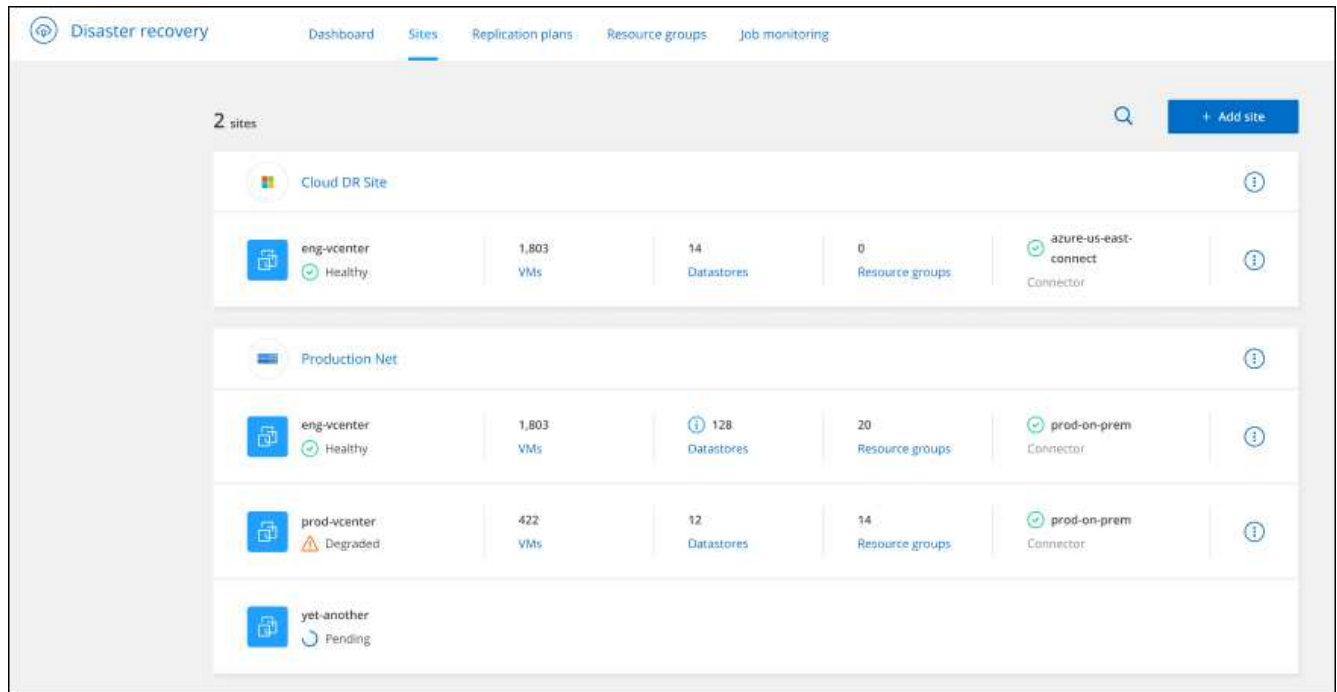 Disaster recovery
Dashboard
Sites
Replication plans
Resource groups
Job monitoring
2 sites
+ Add site
Cloud DR Site
eng-vcenter
Healthy
1,803
VMs
14
Datastores
0
Resource groups
azure-us-east-
connect
Connector
Production Net
eng-vcenter
Healthy
1,803
VMs
128
Datastores
20
Resource groups
prod-on-prem
Connector
prod-vcenter
Degraded
422
VMs
12
Datastores
14
Resource groups
prod-on-prem
Connector
yet-another
Pending